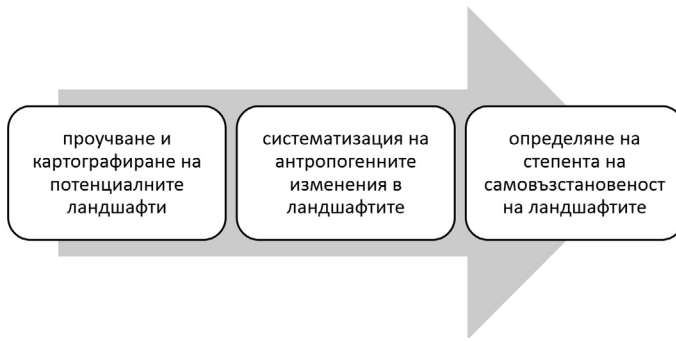 проучване и
картографиране на
потенциалните
ландшафти
систематизация на
антропогенните
изменения в
ландшафтите
определяне на
степента на
самовъзстановеност
на ландшафтите